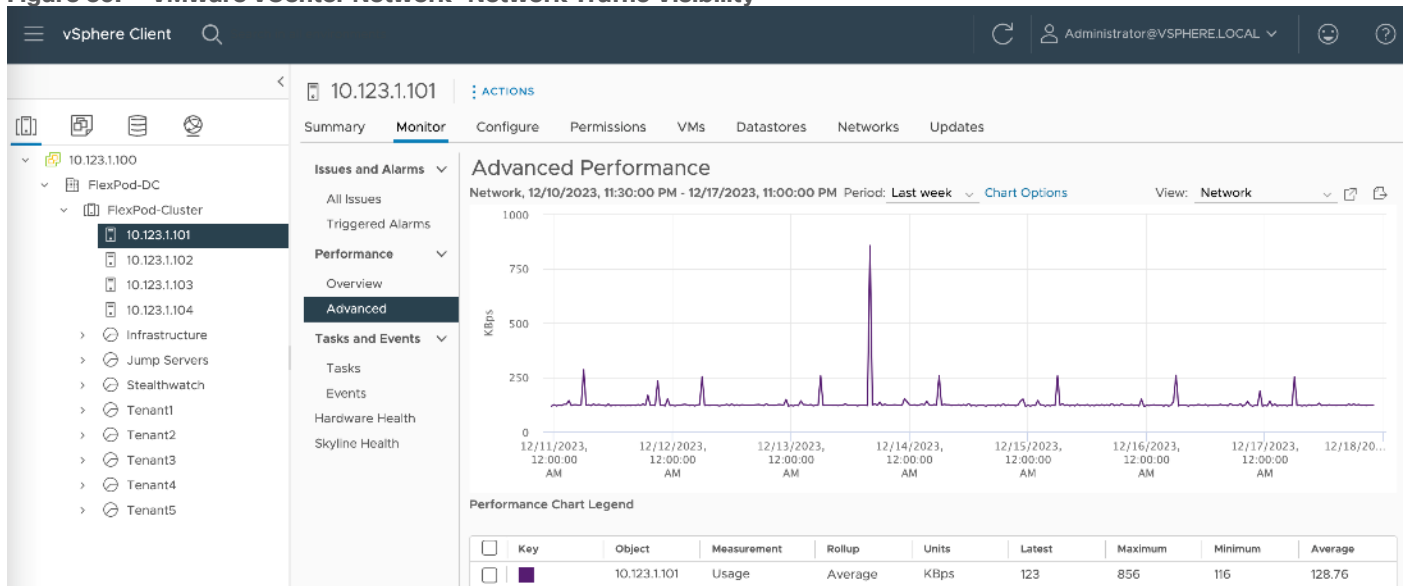 vSphere Client
Administrator@VSPHERE.LOCAL
10.123.1.101
ACTIONS
Summary Monitor Configure Permissions VMs Datastores Networks Updates
10.123.1.100
FlexPod-DC
FlexPod-Cluster
10.123.1.101
10.123.1.102
10.123.1.103
10.123.1.104
Infrastructure
Jump Servers
Stealthwatch
Tenant1
Tenant2
Tenant3
Tenant4
Tenant5
Issues and Alarms
All Issues
Triggered Alarms
Performance
Overview
Advanced
Tasks and Events
Tasks
Events
Hardware Health
Skyline Health
Advanced Performance
Network, 12/10/2023, 11:30:00 PM - 12/17/2023, 11:00:00 PM Period: Last week Chart Options View: Network
1000
750
500
250
0
KBps
12/11/2023, 12/12/2023, 12/13/2023, 12/14/2023, 12/15/2023, 12/16/2023, 12/17/2023, 12/18/20...
12:00:00 12:00:00 12:00:00 12:00:00 12:00:00 12:00:00 12:00:00
AM AM AM AM AM AM AM
Performance Chart Legend
Key Object Measurement Rollup Units Latest Maximum Minimum Average
10.123.1.101 Usage Average KBps 123 856 116 128.76